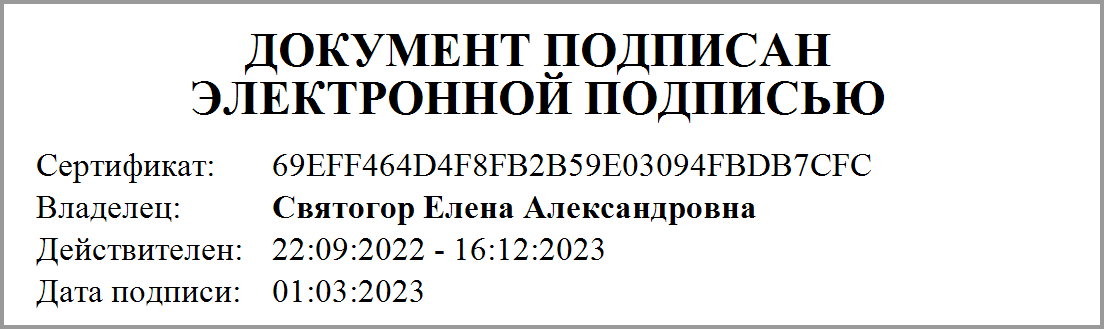 ДОКУМЕНТ ПОДПИСАН
ЭЛЕКТРОННОЙ ПОДПИСЬЮ
Сертификат: 69EFF464D4F8FB2B59E03094FBDB7CFC
Владелец: Святогор Елена Александровна
Действителен: 22:09:2022 - 16:12:2023
Дата подписи: 01:03:2023